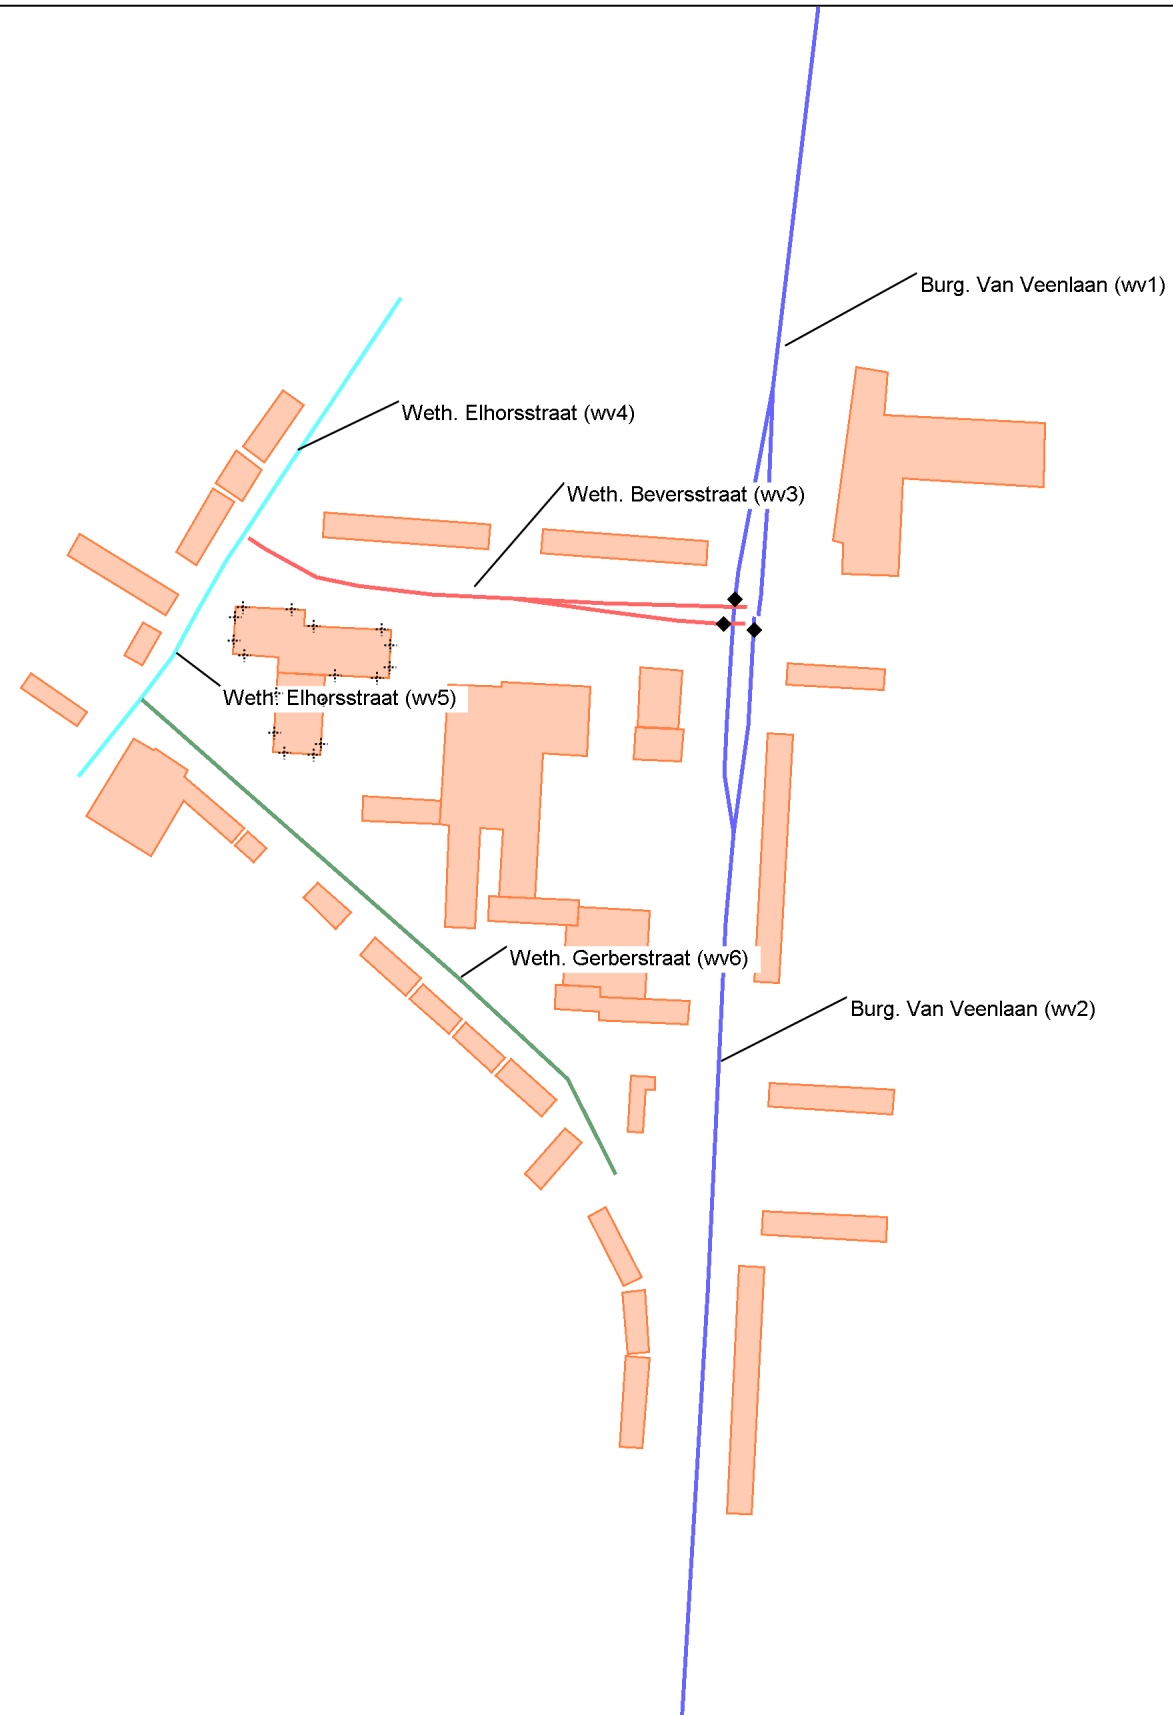 Burg. Van Veenlaan (wv1)
Weth. Elhorsstraat (wv4)
Weth. Beversstraat (wv3)
Weth. Elhorsstraat (wv5)
Weth. Gerberstraat (wv6)
Burg. Van Veenlaan (wv2)